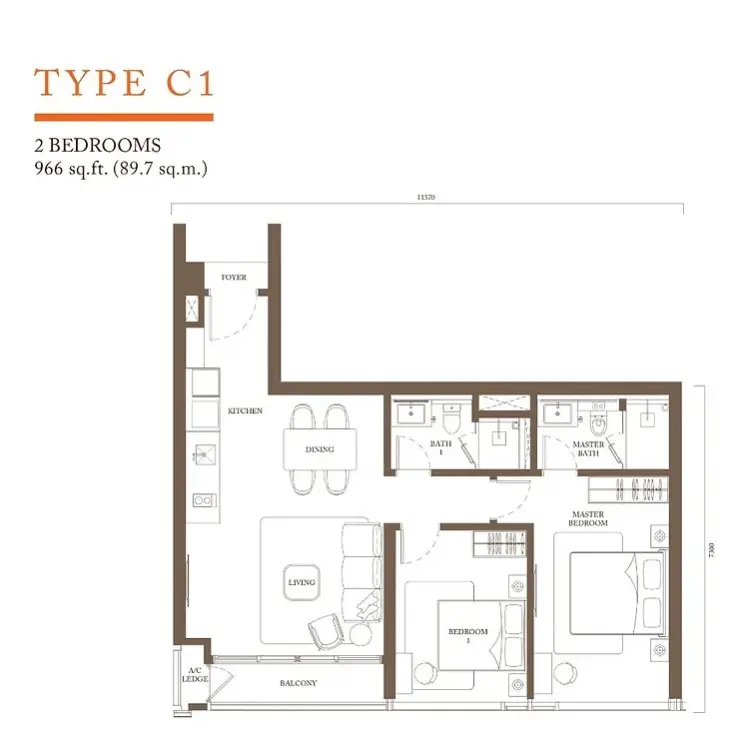 TYPE C1
2 BEDROOMS
966 sq.ft. (89.7 sq.m.)
11370
FOYER
KITCHEN
DINING
BATH
1
MASTER
BATH
MASTER
BEDROOM
7300
LIVING
BEDROOM
1
A/C
LEDGE
BALCONY